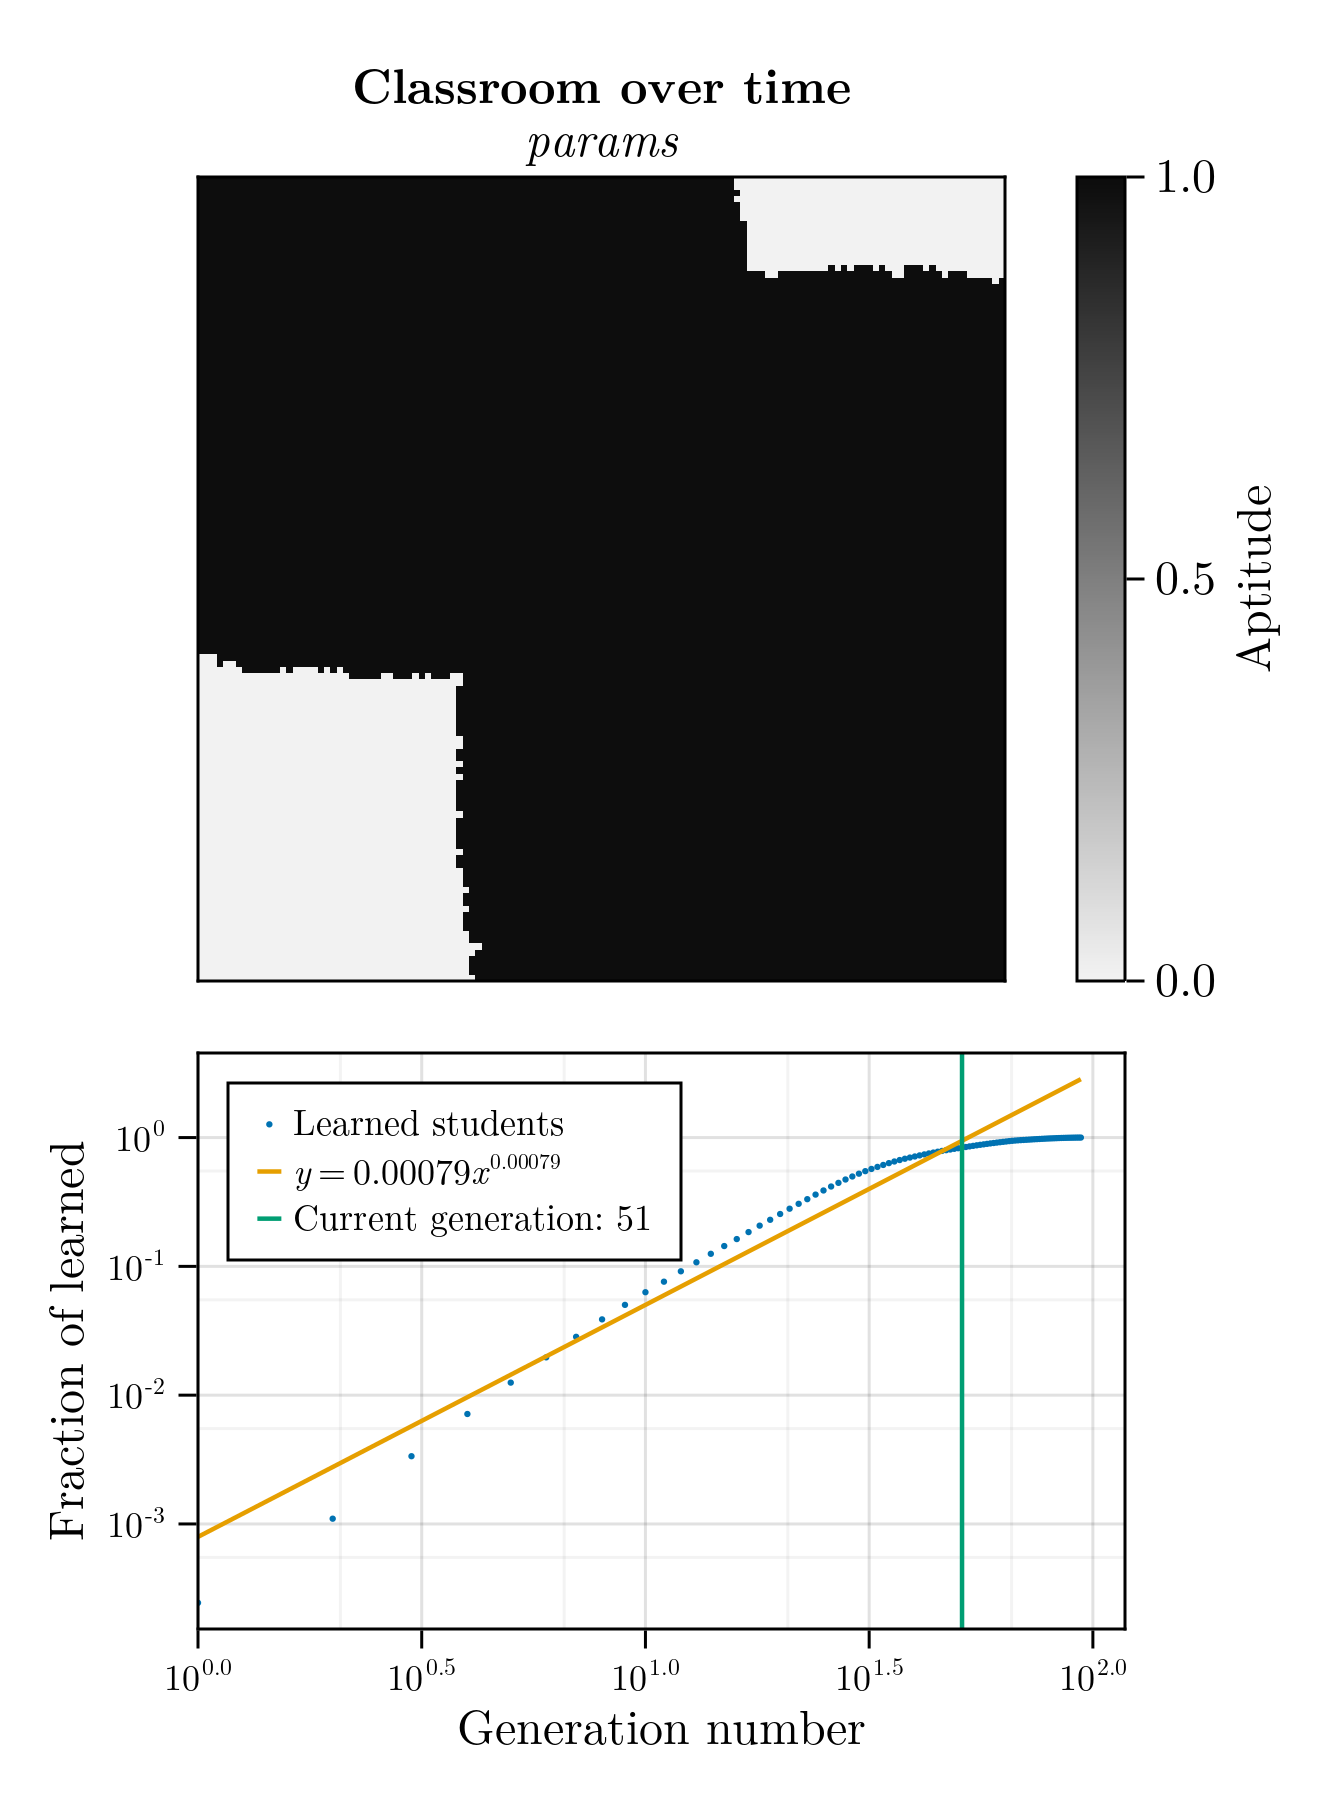 Classroom over time
params
1.0
0.5
0.0
Aptitude
Learned students
y = 0.00079x^0.00079
Current generation: 51
10^0
10^-1
10^-2
10^-3
Fraction of learned
10^0.0 10^0.5 10^1.0 10^1.5 10^2.0
Generation number